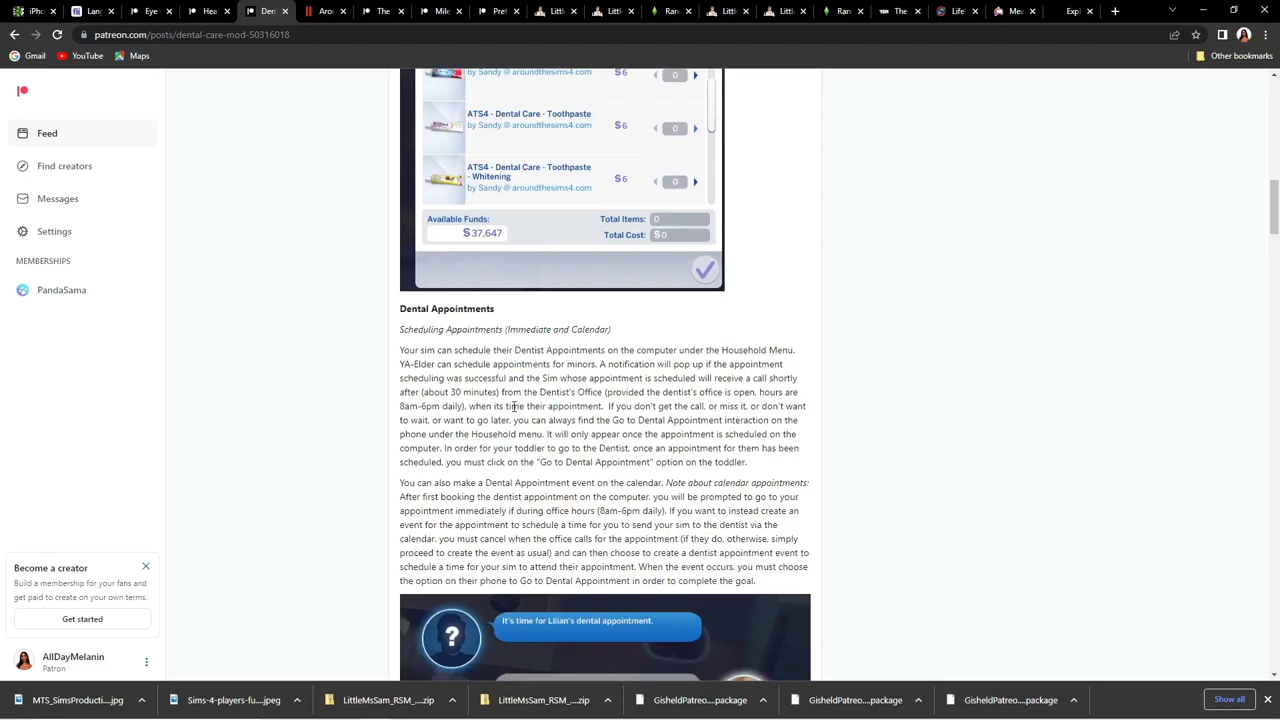 iPho
Lang
Eye
Heal
Den
Arou
The
Mile
Pret
Little
Little
Ran
Little
Little
Ran
The
Life'
Mea
Expl
patreon.com/posts/dental-care-mod-50316018
Gmail
YouTube
Maps
Other bookmarks
Feed
Find creators
Messages
Settings
MEMBERSHIPS
PandaSama
Become a creator
Build a membership for your fans and
get paid to create on your own terms.
Get started
AllDayMelanin
Patron
by Sandy @ aroundthesims4.com
$6
0
ATS4 - Dental Care - Toothpaste
by Sandy @ aroundthesims4.com
$6
0
ATS4 - Dental Care - Toothpaste
- Whitening
by Sandy @ aroundthesims4.com
$6
0
Available Funds:
$37,647
Total Items:
0
Total Cost:
$0
Dental Appointments
Scheduling Appointments (Immediate and Calendar)
Your sim can schedule their Dentist Appointments on the computer under the Household Menu.
YA-Elder can schedule appointments for minors. A notification will pop up if the appointment
scheduling was successful and the Sim whose appointment is scheduled will receive a call shortly
after (about 30 minutes) from the Dentist's Office (provided the dentist's office is open, hours are
8am-6pm daily), when its time their appointment. If you don't get the call, or miss it, or don't want
to wait, or want to go later, you can always find the Go to Dental Appointment interaction on the
phone under the Household menu. It will only appear once the appointment is scheduled on the
computer. In order for your toddler to go to the Dentist, once an appointment for them has been
scheduled, you must click on the "Go to Dental Appointment" option on the toddler.
You can also make a Dental Appointment event on the calendar. Note about calendar appointments:
After first booking the dentist appointment on the computer, you will be prompted to go to your
appointment immediately if during office hours (8am-6pm daily). If you want to instead create an
event for the appointment to schedule a time for you to send your sim to the dentist via the
calendar, you must cancel when the office calls for the appointment (if they do, otherwise, simply
proceed to create the event as usual) and can then choose to create a dentist appointment event to
schedule a time for your sim to attend their appointment. When the event occurs, you must choose
the option on their phone to Go to Dental Appointment in order to complete the goal.
?
It's time for Lilian's dental appointment.
MTS_SimsProducti....jpg
Sims-4-players-fu....jpeg
LittleMsSam_RSM_....zip
LittleMsSam_RSM_....zip
GisheldPatreo....package
GisheldPatreo....package
GisheldPatreo....package
Show all